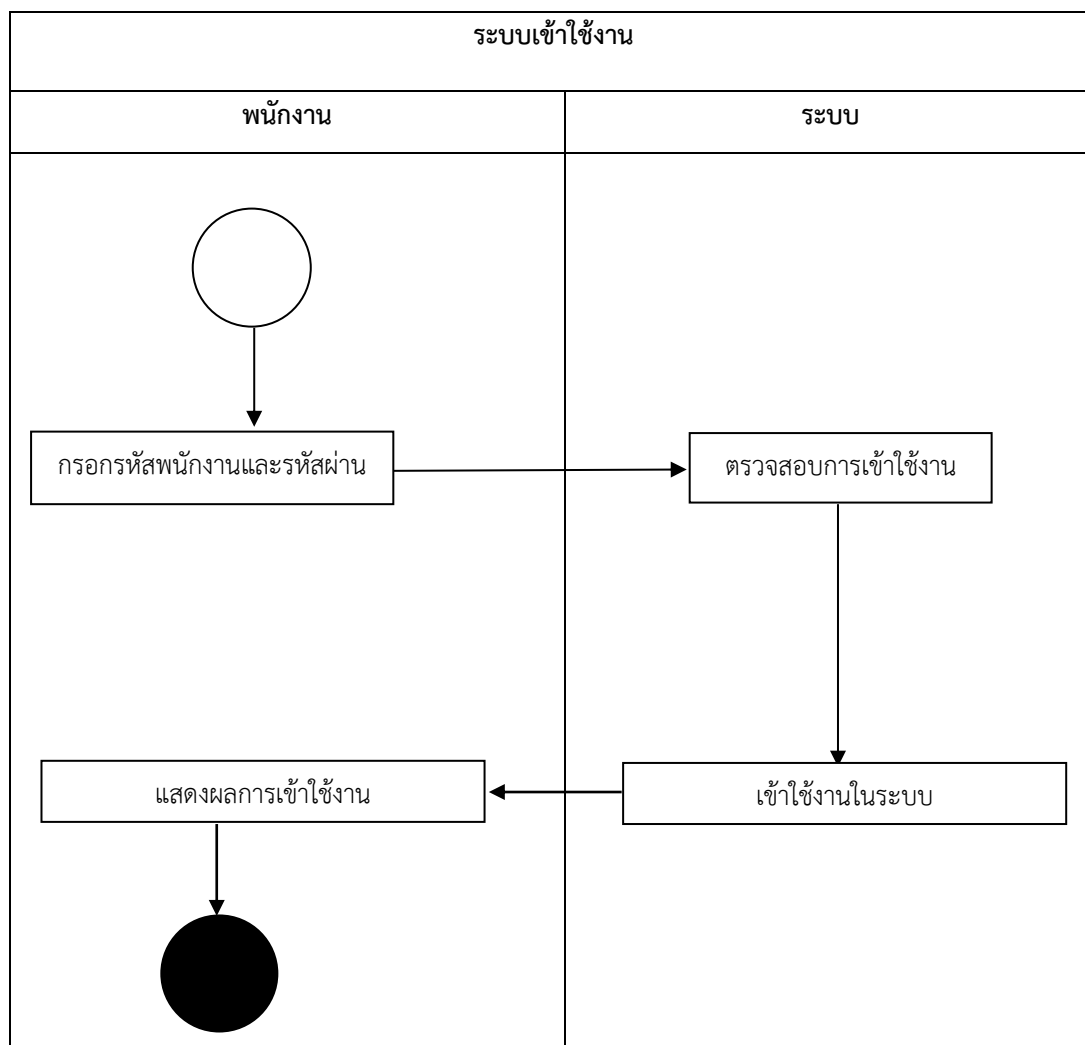 ระบบเข้าใช้งาน
พนักงาน
ระบบ
กรอกรหัสพนักงานและรหัสผ่าน
ตรวจสอบการเข้าใช้งาน
แสดงผลการเข้าใช้งาน
เข้าใช้งานในระบบ